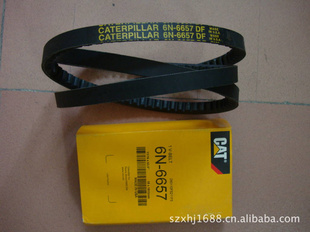 CATERPILLAR 6N-6657 DF
CATERPILLAR 6N-6657 DF
CAT
6N-6657
szxhj1688.cn.alibaba.com